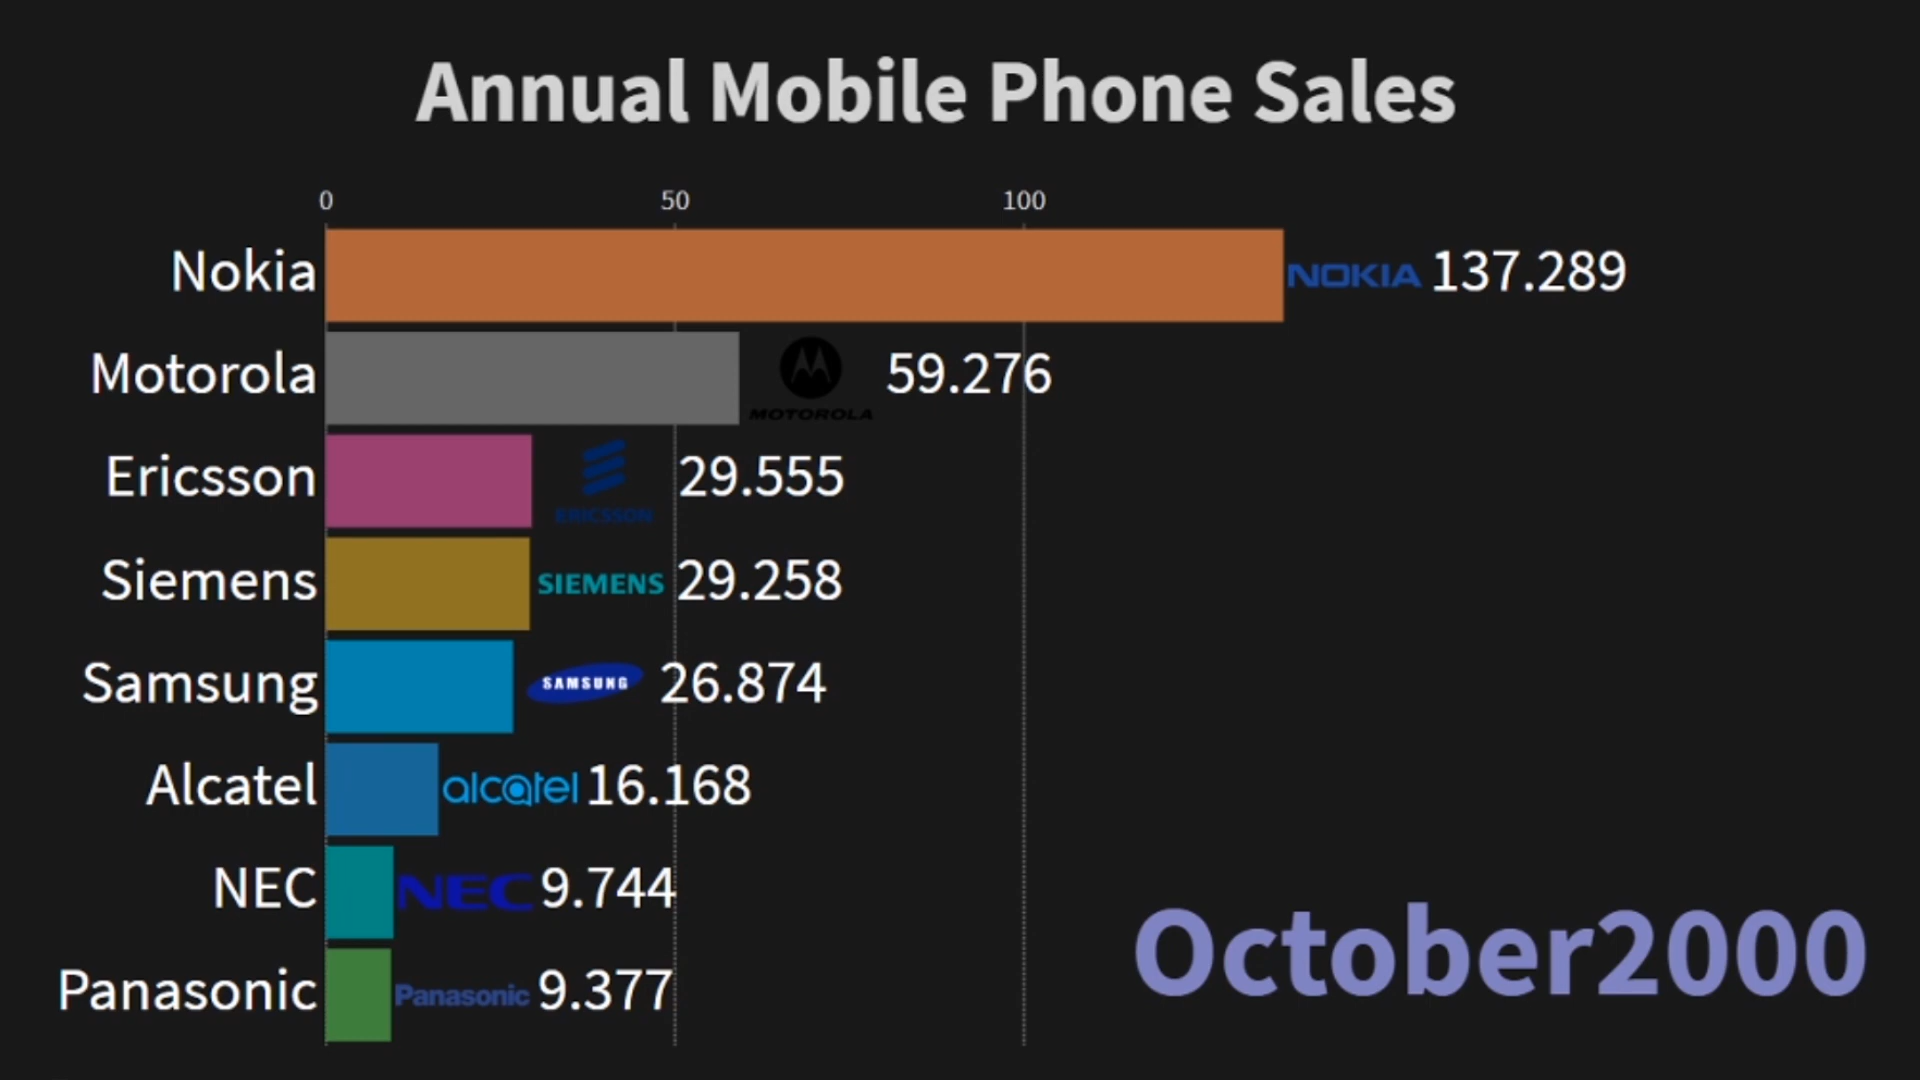 Annual Mobile Phone Sales
0 50 100
Nokia NOKIA 137.289
Motorola MOTOROLA 59.276
Ericsson ERICSSON 29.555
Siemens SIEMENS 29.258
Samsung SAMSUNG 26.874
Alcatel alcatel 16.168
NEC NEC 9.744
Panasonic Panasonic 9.377
October2000